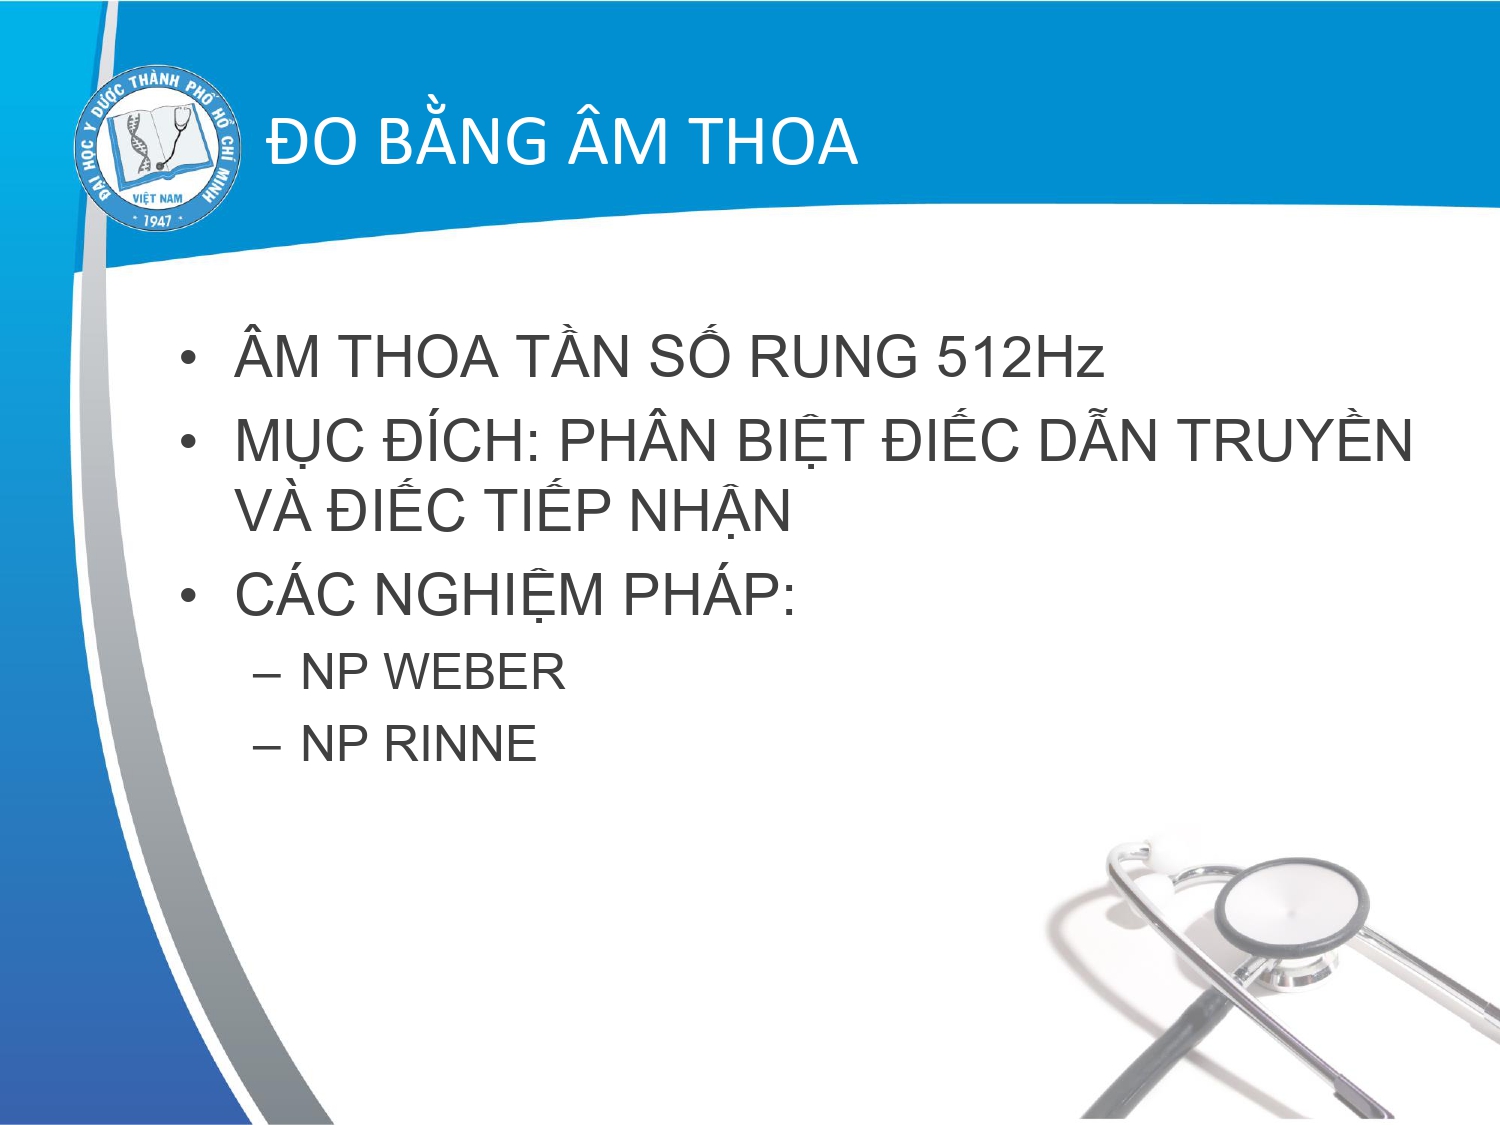 ĐẠI HỌC Y DƯỢC THÀNH PHỐ HỒ CHÍ MINH
VIỆT NAM
1947
ĐO BẰNG ÂM THOA
• ÂM THOA TẦN SỐ RUNG 512Hz
• MỤC ĐÍCH: PHÂN BIỆT ĐIẾC DẪN TRUYỀN
VÀ ĐIẾC TIẾP NHẬN
• CÁC NGHIỆM PHÁP:
– NP WEBER
– NP RINNE